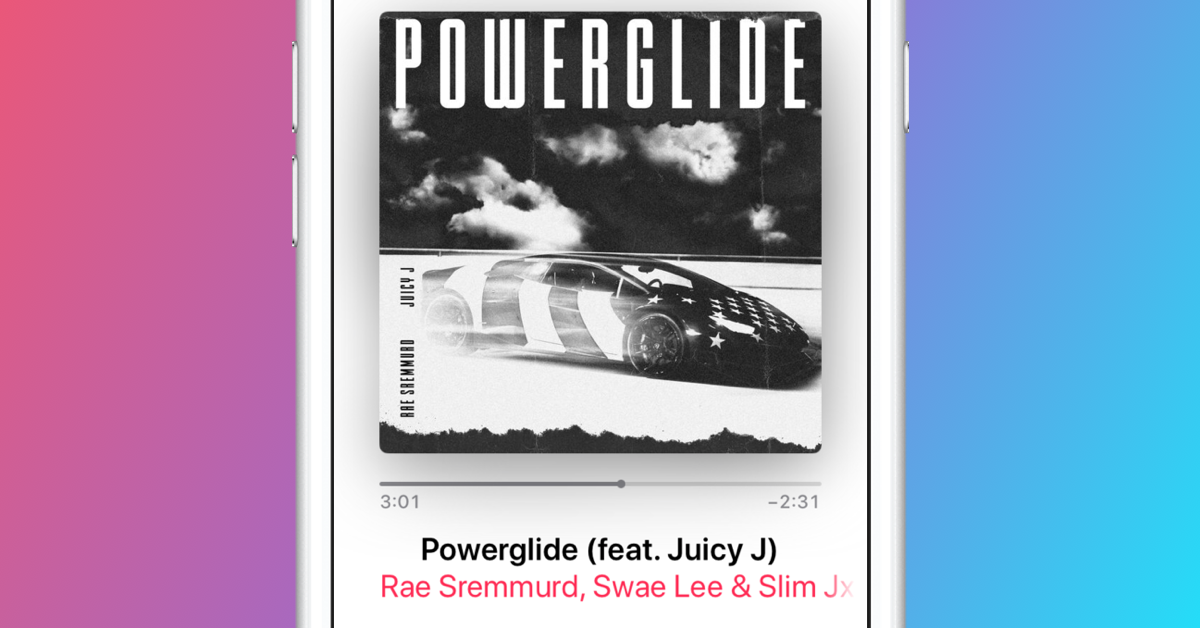 POWERGLIDE
JUICY J
RAE SREMMURD
3:01
−2:31
Powerglide (feat. Juicy J)
Rae Sremmurd, Swae Lee & Slim Jx